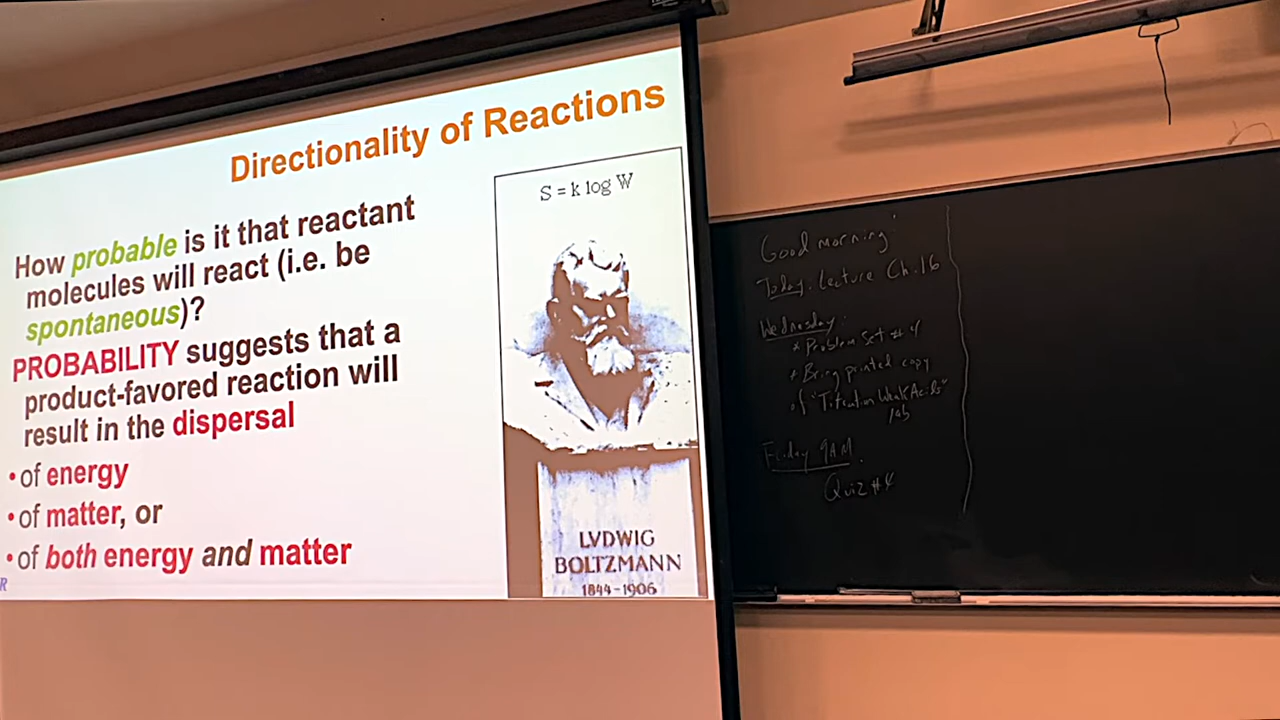 Directionality of Reactions
How probable is it that reactant
molecules will react (i.e. be
spontaneous)?
PROBABILITY suggests that a
product-favored reaction will
result in the dispersal
• of energy
• of matter, or
• of both energy and matter
R
S = k log W
LVDWIG
BOLTZMANN
1844-1906
Good morning
Today: Lecture Ch. 16
Wednesday:
* Problem Set #4
* Bring printed copy
of "Titration Weak Acids"
lab
Friday 9AM
Quiz #4